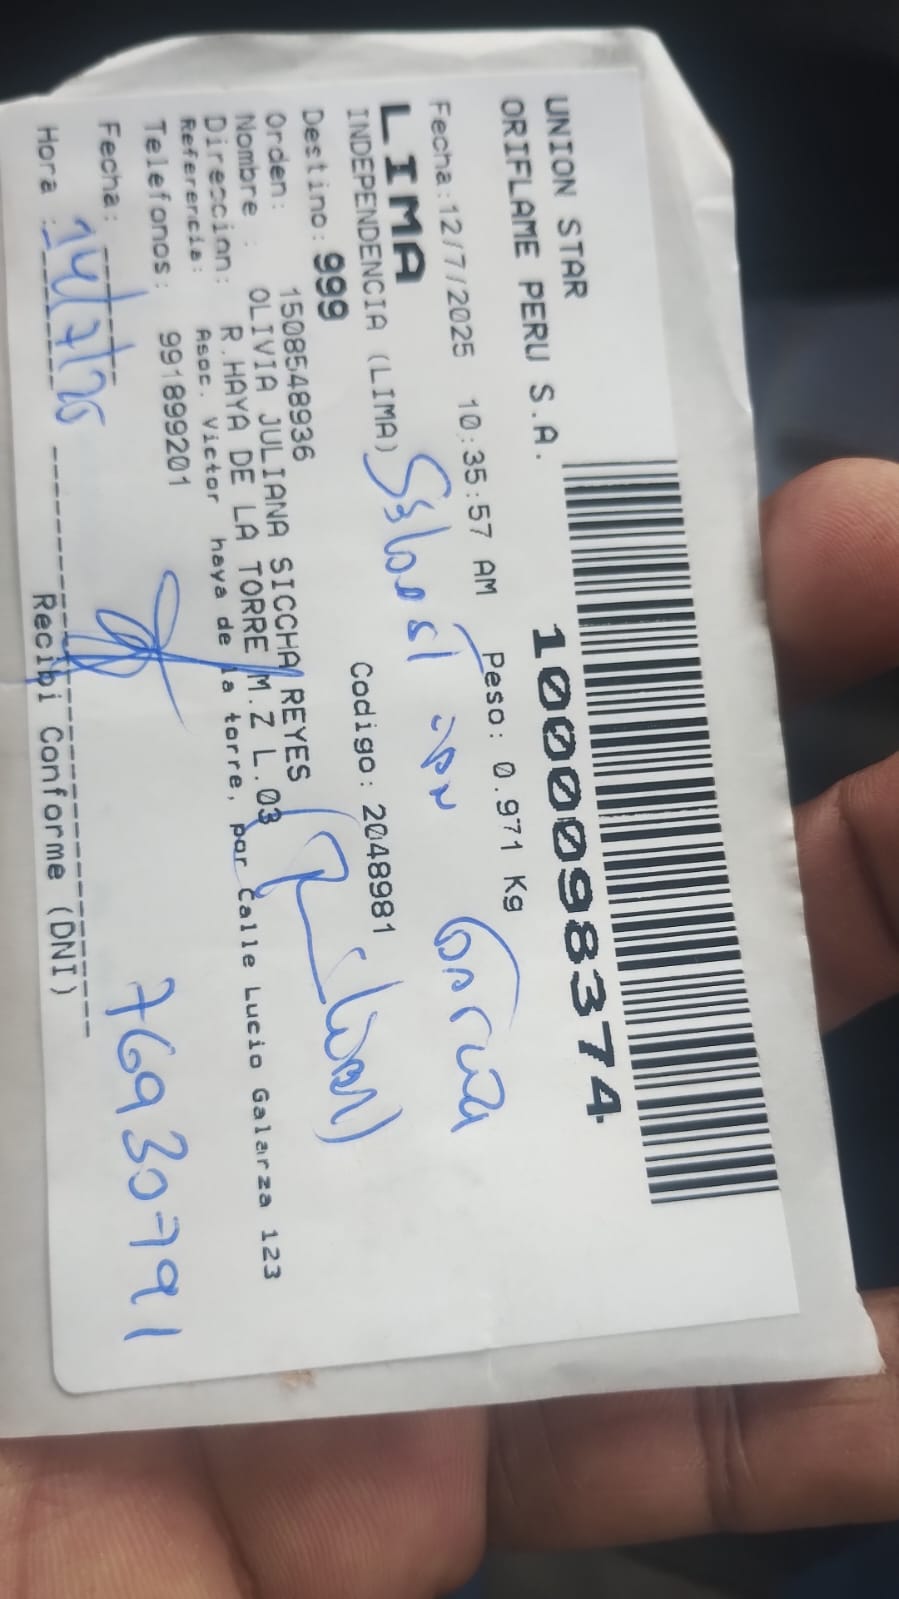 UNION STAR
ORIFLAME PERU S.A.
10000098374
Fecha:12/7/2025 10:35:57 AM Peso: 0.971 Kg
LIMA
INDEPENDENCIA (LIMA) Codigo: 2048981
Destino: 999
Orden: 1508548936
Nombre : OLIVIA JULIANA SICCHA REYES
Direccion: R.HAYA DE LA TORRE M.Z L.03
Referencia: Asoc. Victor haya de la torre, por Calle Lucio Galarza 123
Telefonos: 991899201
76930791
Fecha:
Hora : 14/7/25 Recibi Conforme (DNI)